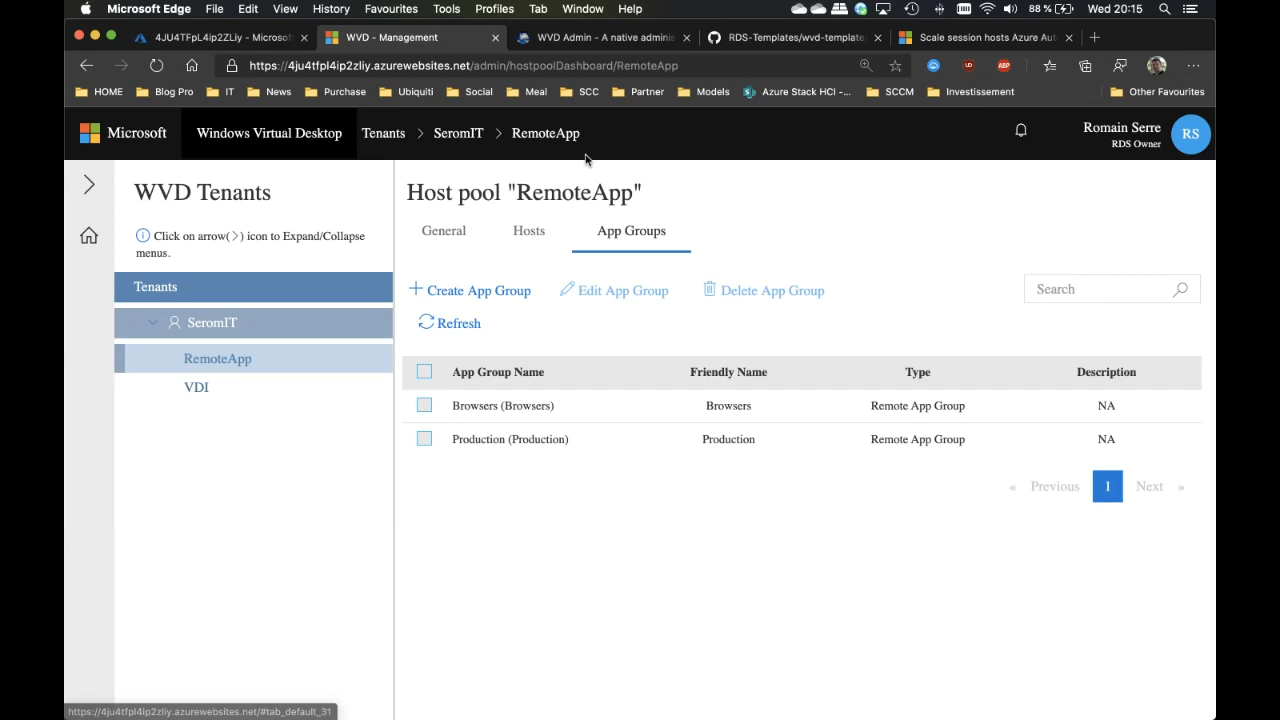 Microsoft Edge File Edit View History Favourites Tools Profiles Tab Window Help 88 % Wed 20:15
4JU4TFpL4ip2ZLiy - Microsof WVD - Management WVD Admin - A native adminis RDS-Templates/wvd-template Scale session hosts Azure Aut
https://4ju4tfpl4ip2zliy.azurewebsites.net/admin/hostpoolDashboard/RemoteApp
HOME Blog Pro IT News Purchase Ubiquiti Social Meal SCC Partner Models Azure Stack HCI -... SCCM Investissement Other Favourites
Microsoft Windows Virtual Desktop Tenants > SeromIT > RemoteApp Romain Serre
RDS Owner
RS
WVD Tenants
Click on arrow(>) icon to Expand/Collapse
menus.
Tenants
SeromIT
RemoteApp
VDI
Host pool "RemoteApp"
General Hosts App Groups
Create App Group Edit App Group Delete App Group Search
Refresh
App Group Name Friendly Name Type Description
Browsers (Browsers) Browsers Remote App Group NA
Production (Production) Production Remote App Group NA
« Previous 1 Next »
https://4ju4tfpl4ip2zliy.azurewebsites.net/#tab_default_31